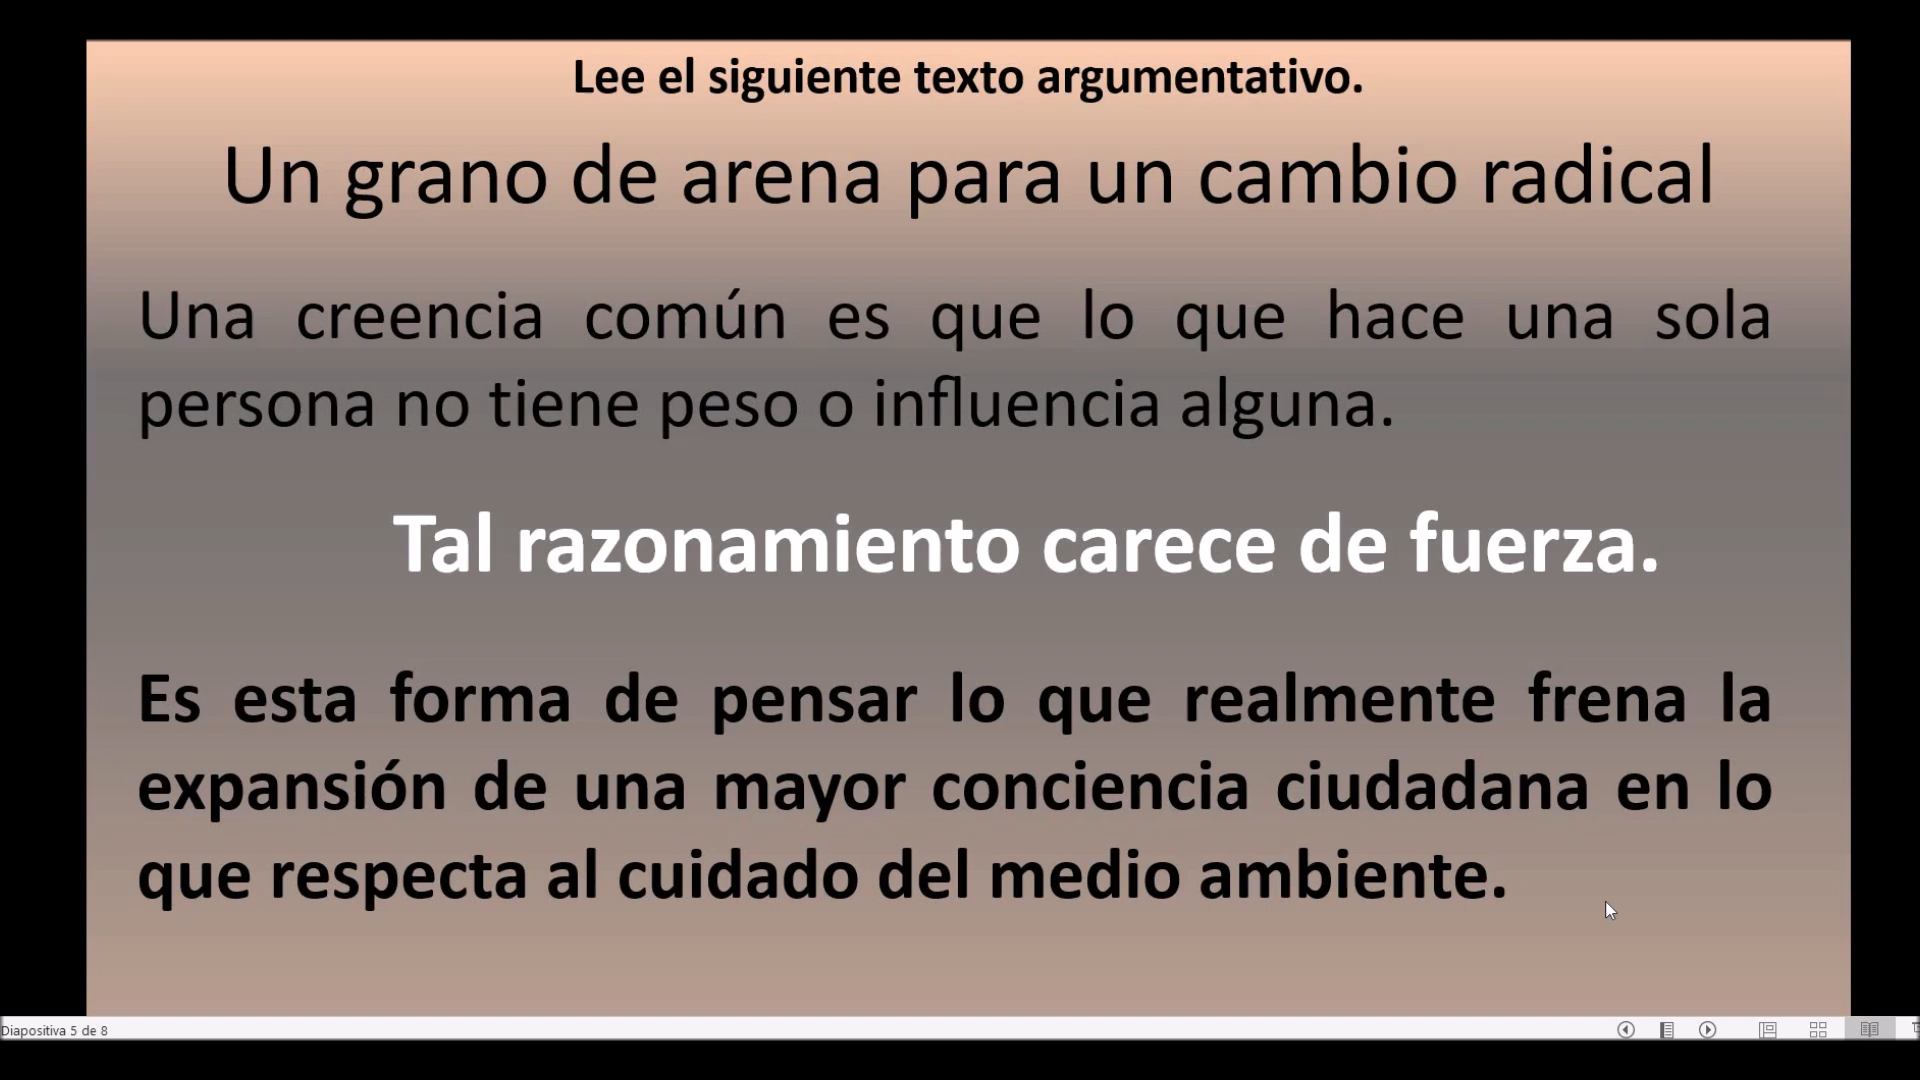 Lee el siguiente texto argumentativo.
Un grano de arena para un cambio radical
Una creencia común es que lo que hace una sola
persona no tiene peso o influencia alguna.
Tal razonamiento carece de fuerza.
Es esta forma de pensar lo que realmente frena la
expansión de una mayor conciencia ciudadana en lo
que respecta al cuidado del medio ambiente.
Diapositiva 5 de 8